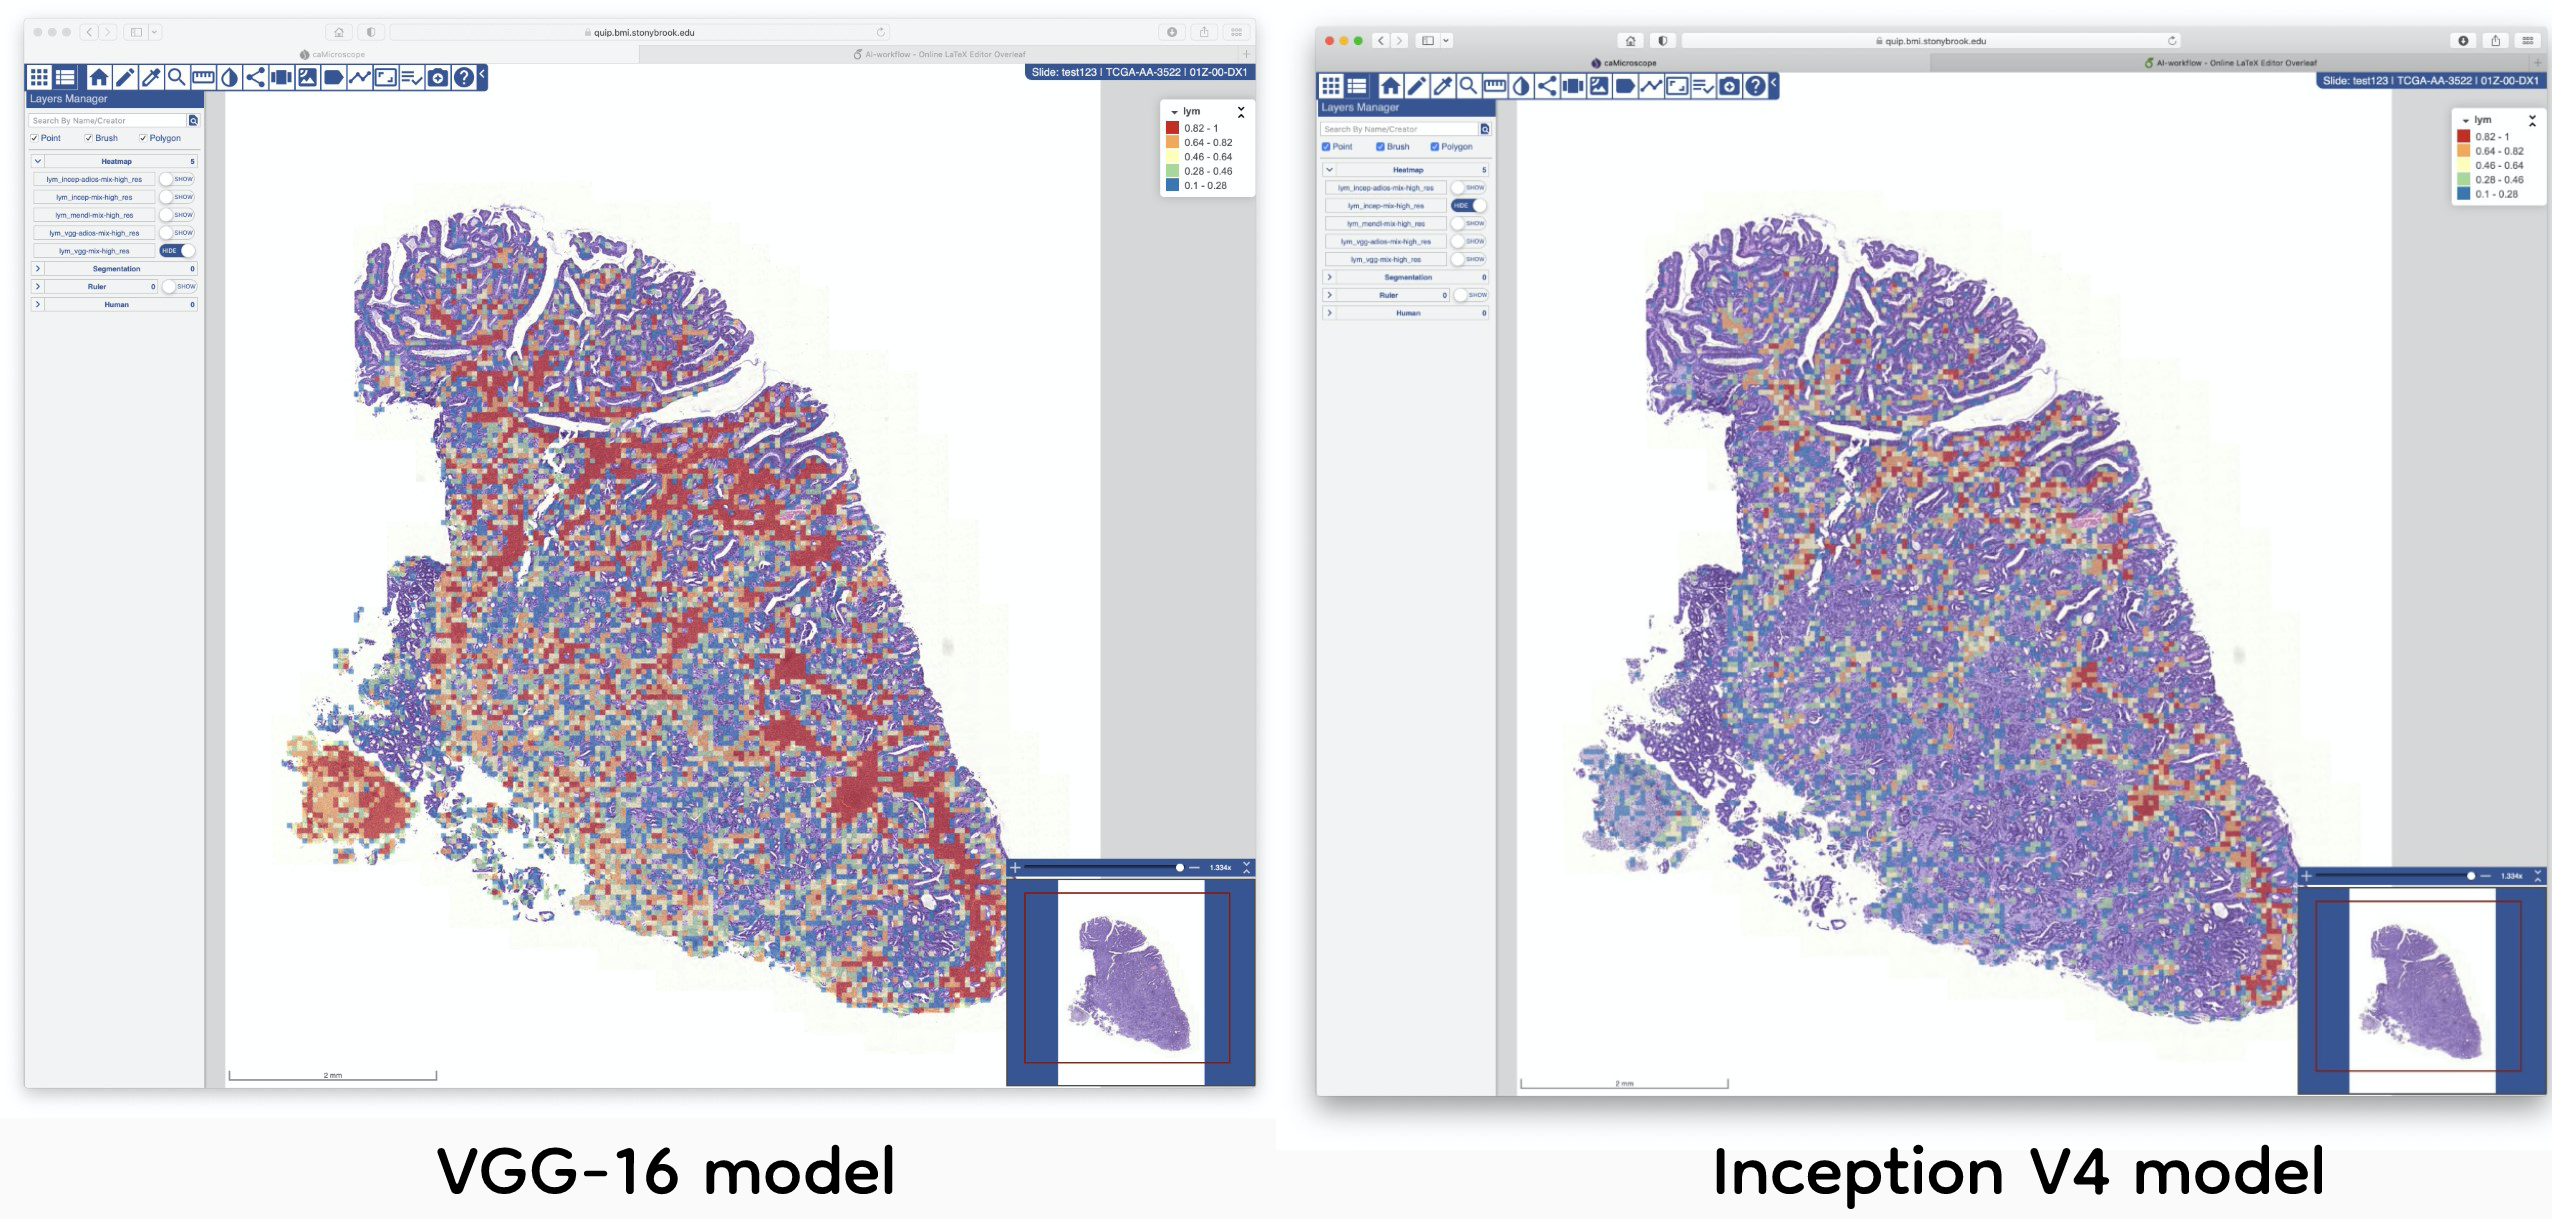 quip.bmi.stonybrook.edu
caMicroscope
AI-workflow - Online LaTeX Editor Overleaf
Slide: test123 | TCGA-AA-3522 | 01Z-00-DX1
Layers Manager
Search By Name/Creator
Point Brush Polygon
Heatmap 5
lym_incep-adios-mix-high_res SHOW
lym_incep-mix-high_res SHOW
lym_mendl-mix-high_res SHOW
lym_vgg-adios-mix-high_res SHOW
lym_vgg-mix-high_res HIDE
Segmentation 0
Ruler 0 SHOW
Human 0
lym
0.82 - 1
0.64 - 0.82
0.46 - 0.64
0.28 - 0.46
0.1 - 0.28
1.334x
2 mm
VGG-16 model
quip.bmi.stonybrook.edu
caMicroscope
AI-workflow - Online LaTeX Editor Overleaf
Slide: test123 | TCGA-AA-3522 | 01Z-00-DX1
Layers Manager
Search By Name/Creator
Point Brush Polygon
Heatmap 5
lym_incep-adios-mix-high_res SHOW
lym_incep-mix-high_res HIDE
lym_mendl-mix-high_res SHOW
lym_vgg-adios-mix-high_res SHOW
lym_vgg-mix-high_res SHOW
Segmentation 0
Ruler 0 SHOW
Human 0
lym
0.82 - 1
0.64 - 0.82
0.46 - 0.64
0.28 - 0.46
0.1 - 0.28
1.334x
2 mm
Inception V4 model